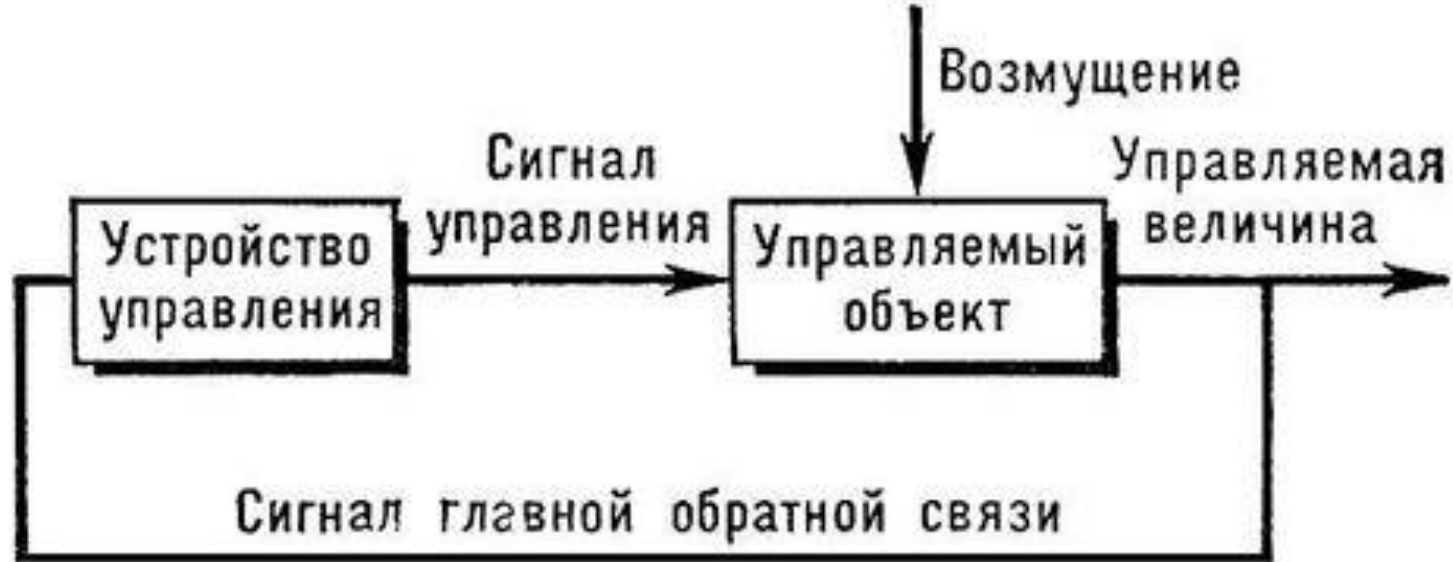 Возмущение
Сигнал
управления
Управляемая
величина
Устройство
управления
Управляемый
объект
Сигнал главной обратной связи